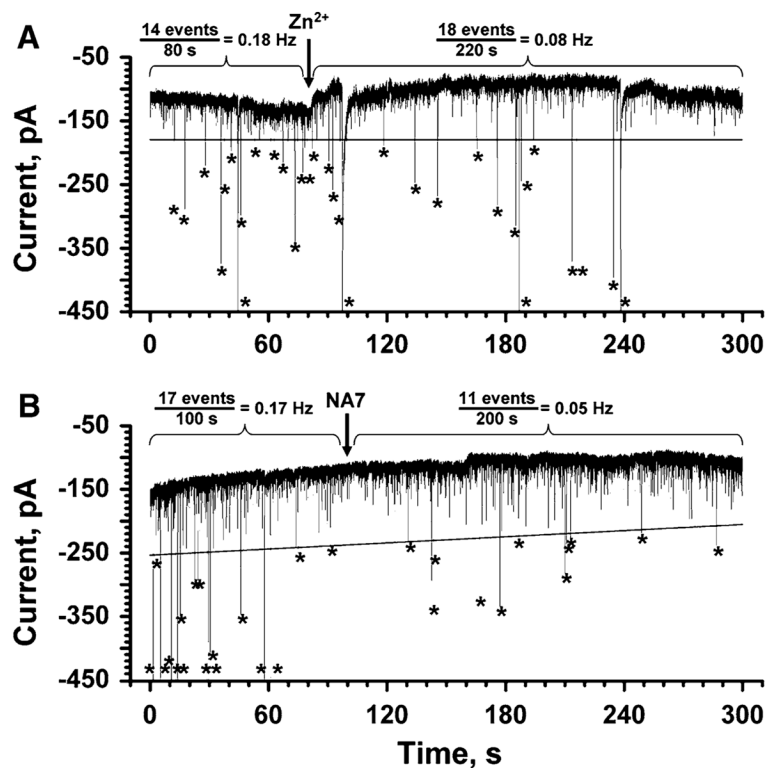 A
14 events
80 s
= 0.18 Hz
Zn²⁺
18 events
220 s
= 0.08 Hz
Current, pA
-50
-150
-250
-350
-450
0 60 120 180 240 300
B
17 events
100 s
= 0.17 Hz
NA7
11 events
200 s
= 0.05 Hz
Current, pA
-50
-150
-250
-350
-450
0 60 120 180 240 300
Time, s